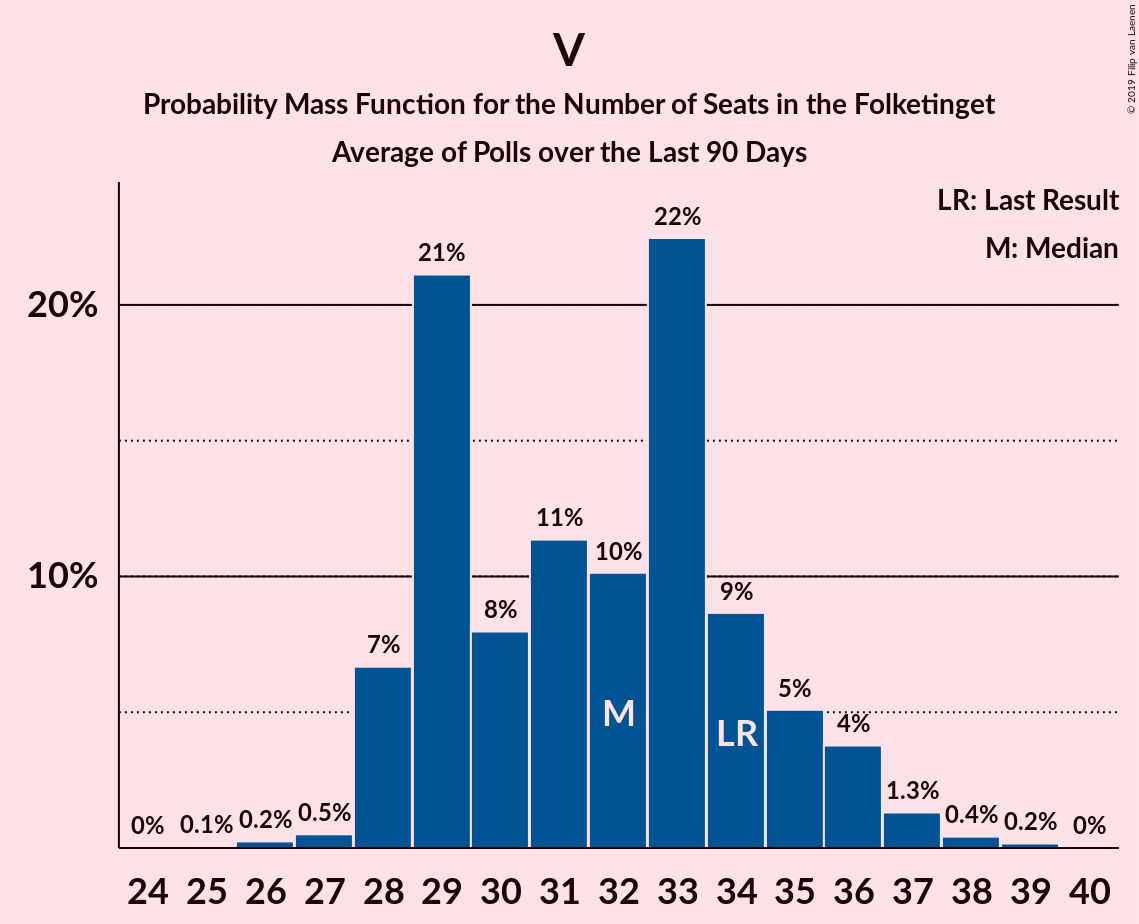 V
Probability Mass Function for the Number of Seats in the Folketinget
Average of Polls over the Last 90 Days
© 2019 Filip van Laenen
LR: Last Result
M: Median
22%
21%
20%
11%
10%
10%
9%
8%
7%
5%
4%
M
LR
1.3%
0% 0.1% 0.2% 0.5% 0.4% 0.2% 0%
24 25 26 27 28 29 30 31 32 33 34 35 36 37 38 39 40